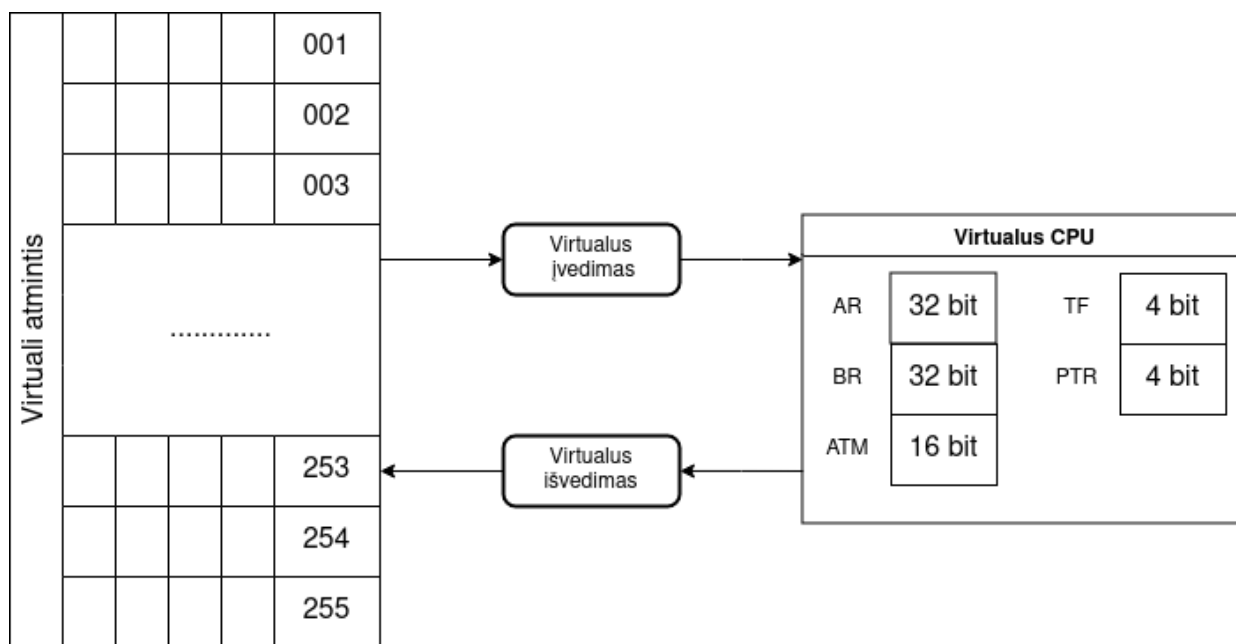 Virtuali atmintis
001
002
003
.............
253
254
255
Virtualus
įvedimas
Virtualus
išvedimas
Virtualus CPU
AR 32 bit TF 4 bit
BR 32 bit PTR 4 bit
ATM 16 bit